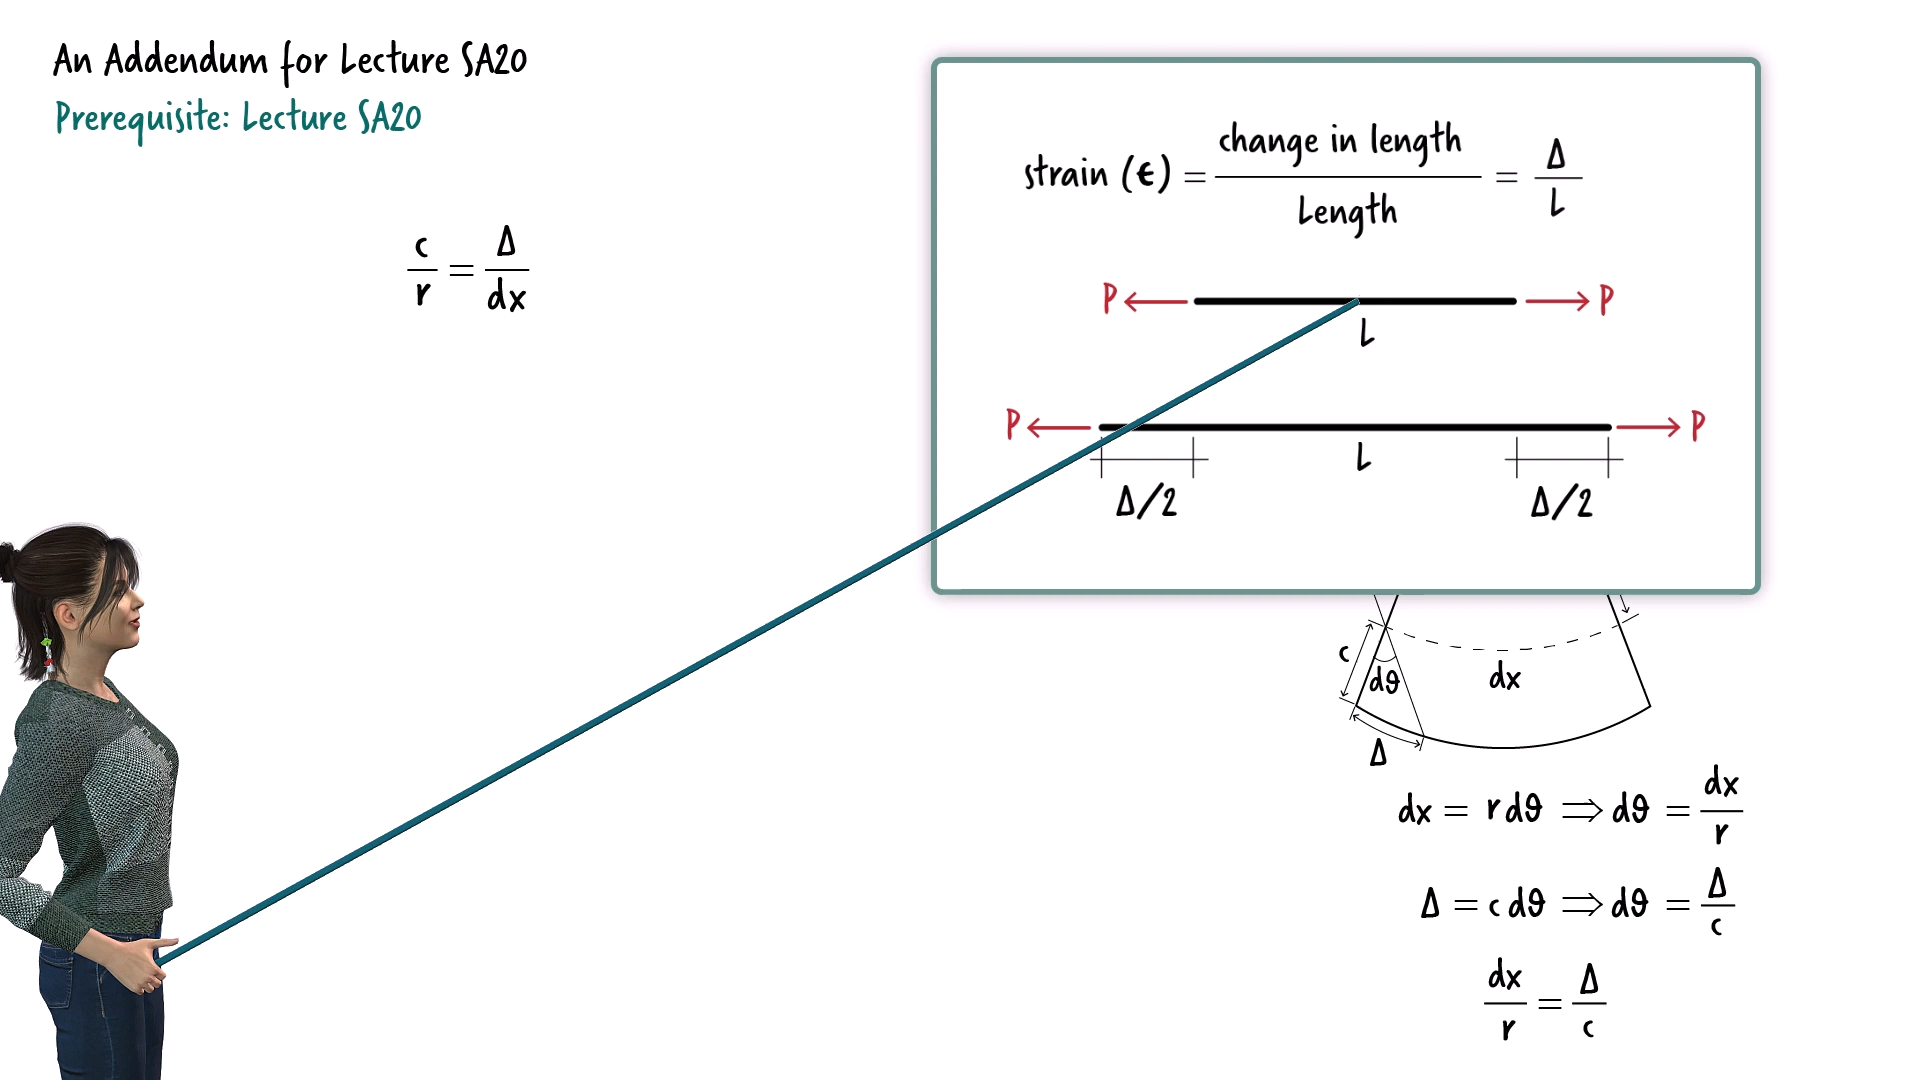 An Addendum for Lecture SA20
Prerequisite: Lecture SA20
c/r = Δ/dx
strain (ϵ) = change in length / Length = Δ/L
P P
L
P P
L
Δ/2 Δ/2
c
dϑ
dx
Δ
dx = r dϑ ⟹ dϑ = dx/r
Δ = c dϑ ⟹ dϑ = Δ/c
dx/r = Δ/c